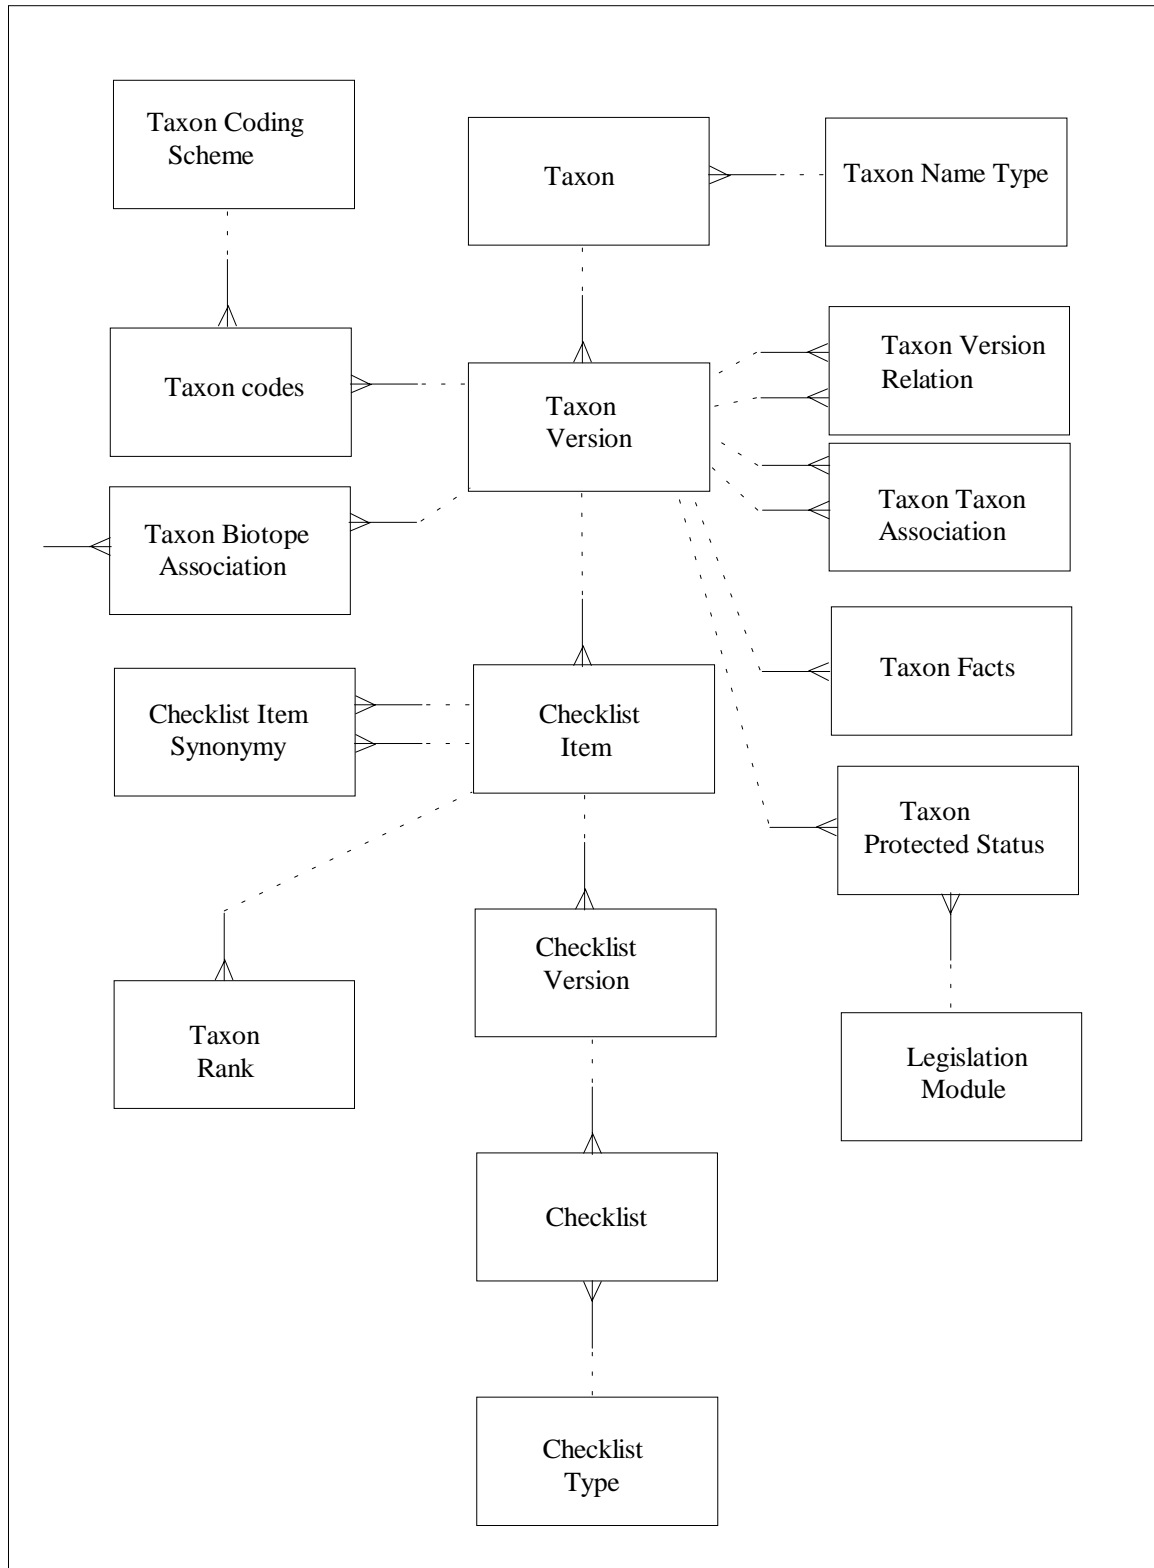 Taxon Coding
Scheme
Taxon
Taxon Name Type
Taxon codes
Taxon
Version
Taxon Version
Relation
Taxon Biotope
Association
Taxon Taxon
Association
Checklist Item
Synonymy
Checklist
Item
Taxon Facts
Taxon
Protected Status
Taxon
Rank
Checklist
Version
Legislation
Module
Checklist
Checklist
Type